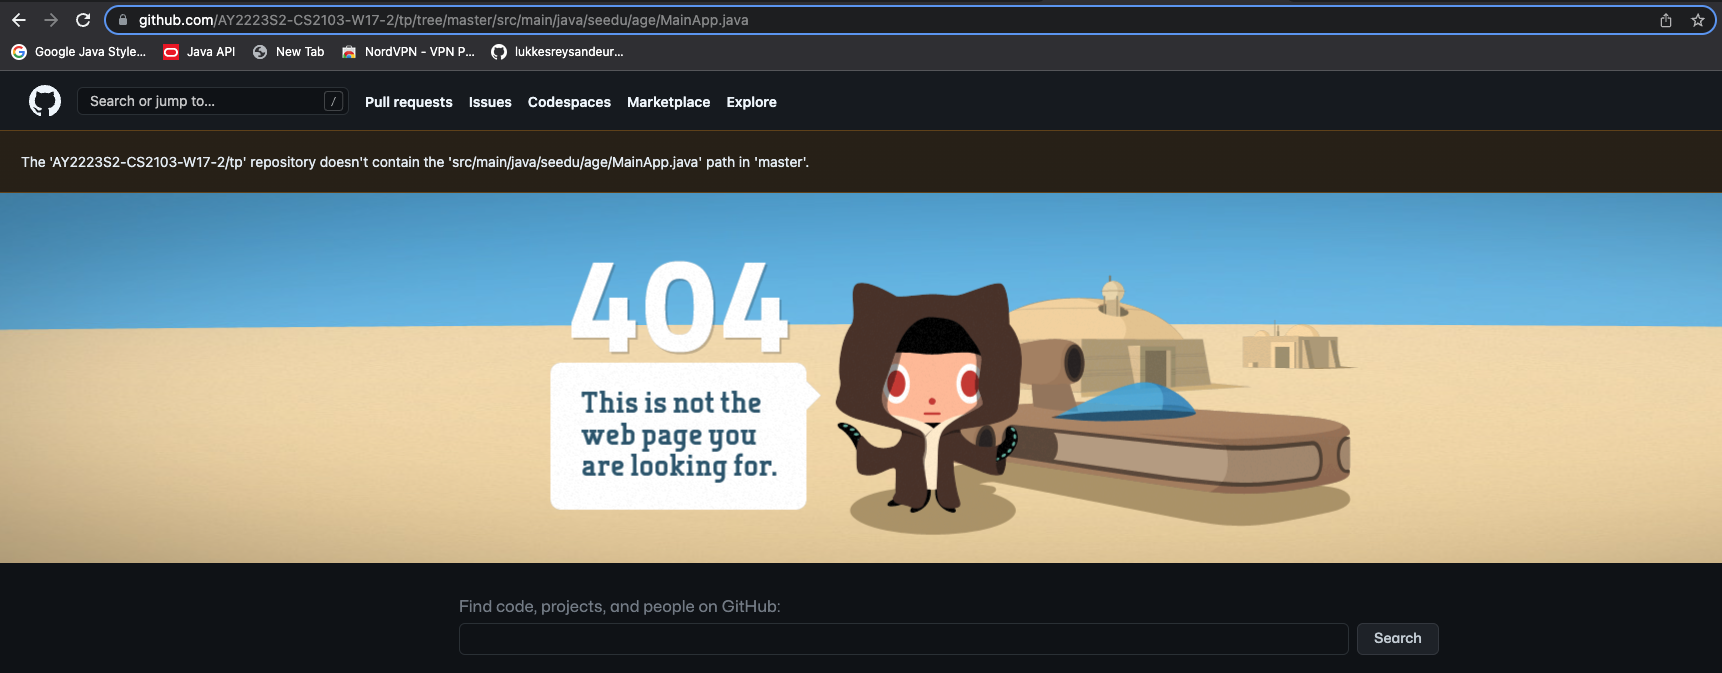 github.com/AY2223S2-CS2103-W17-2/tp/tree/master/src/main/java/seedu/age/MainApp.java
Google Java Style... Java API New Tab NordVPN - VPN P... lukkesreysandeur...
Search or jump to... / Pull requests Issues Codespaces Marketplace Explore
The 'AY2223S2-CS2103-W17-2/tp' repository doesn't contain the 'src/main/java/seedu/age/MainApp.java' path in 'master'.
404
This is not the
web page you
are looking for.
Find code, projects, and people on GitHub:
Search